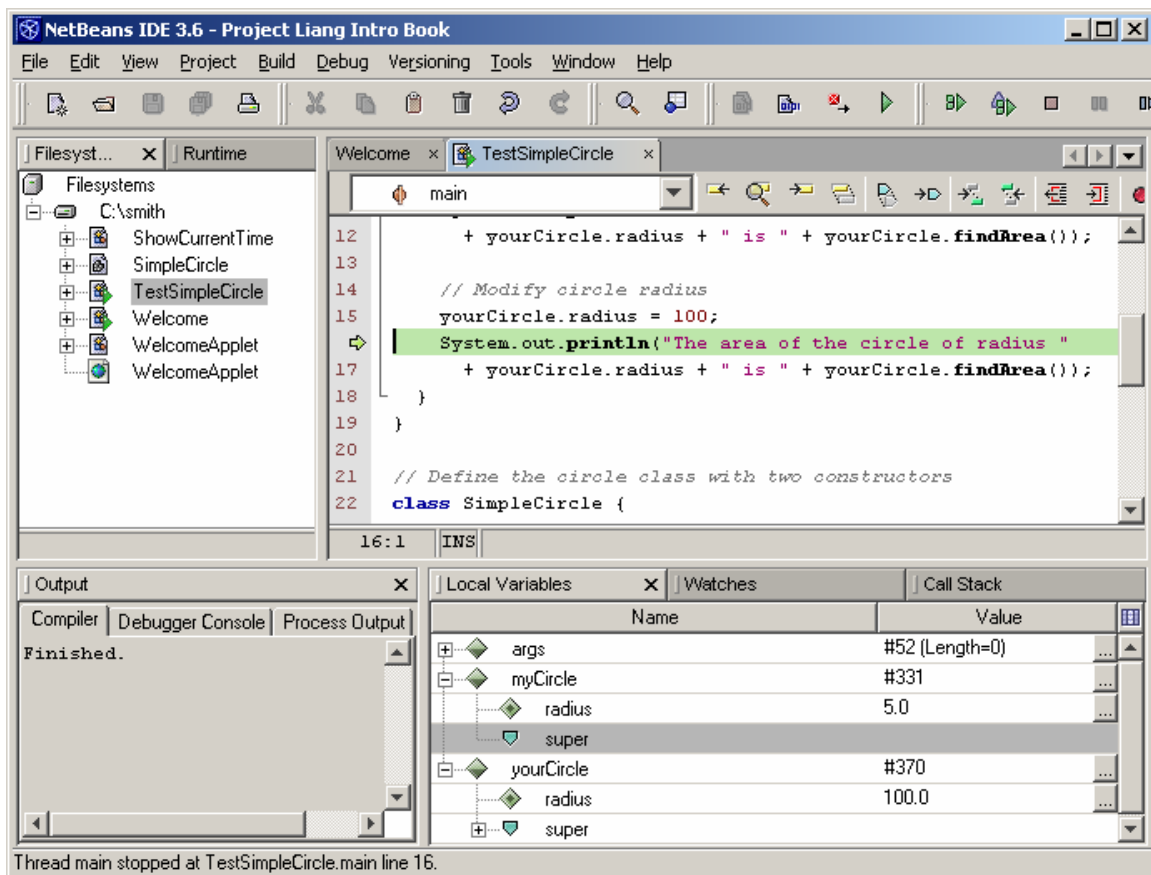 NetBeans IDE 3.6 - Project Liang Intro Book
File Edit View Project Build Debug Versioning Tools Window Help
Filesyst... Runtime
Filesystems
C:\smith
ShowCurrentTime
SimpleCircle
TestSimpleCircle
Welcome
WelcomeApplet
WelcomeApplet
Welcome TestSimpleCircle
main
12 + yourCircle.radius + " is " + yourCircle.findArea());
13
14 // Modify circle radius
15 yourCircle.radius = 100;
System.out.println("The area of the circle of radius "
17 + yourCircle.radius + " is " + yourCircle.findArea());
18 }
19 }
20
21 // Define the circle class with two constructors
22 class SimpleCircle {
16:1 INS
Output
Compiler Debugger Console Process Output
Finished.
Local Variables Watches Call Stack
Name Value
args #52 (Length=0) ...
myCircle #331 ...
radius 5.0 ...
super
yourCircle #370 ...
radius 100.0 ...
super
Thread main stopped at TestSimpleCircle.main line 16.